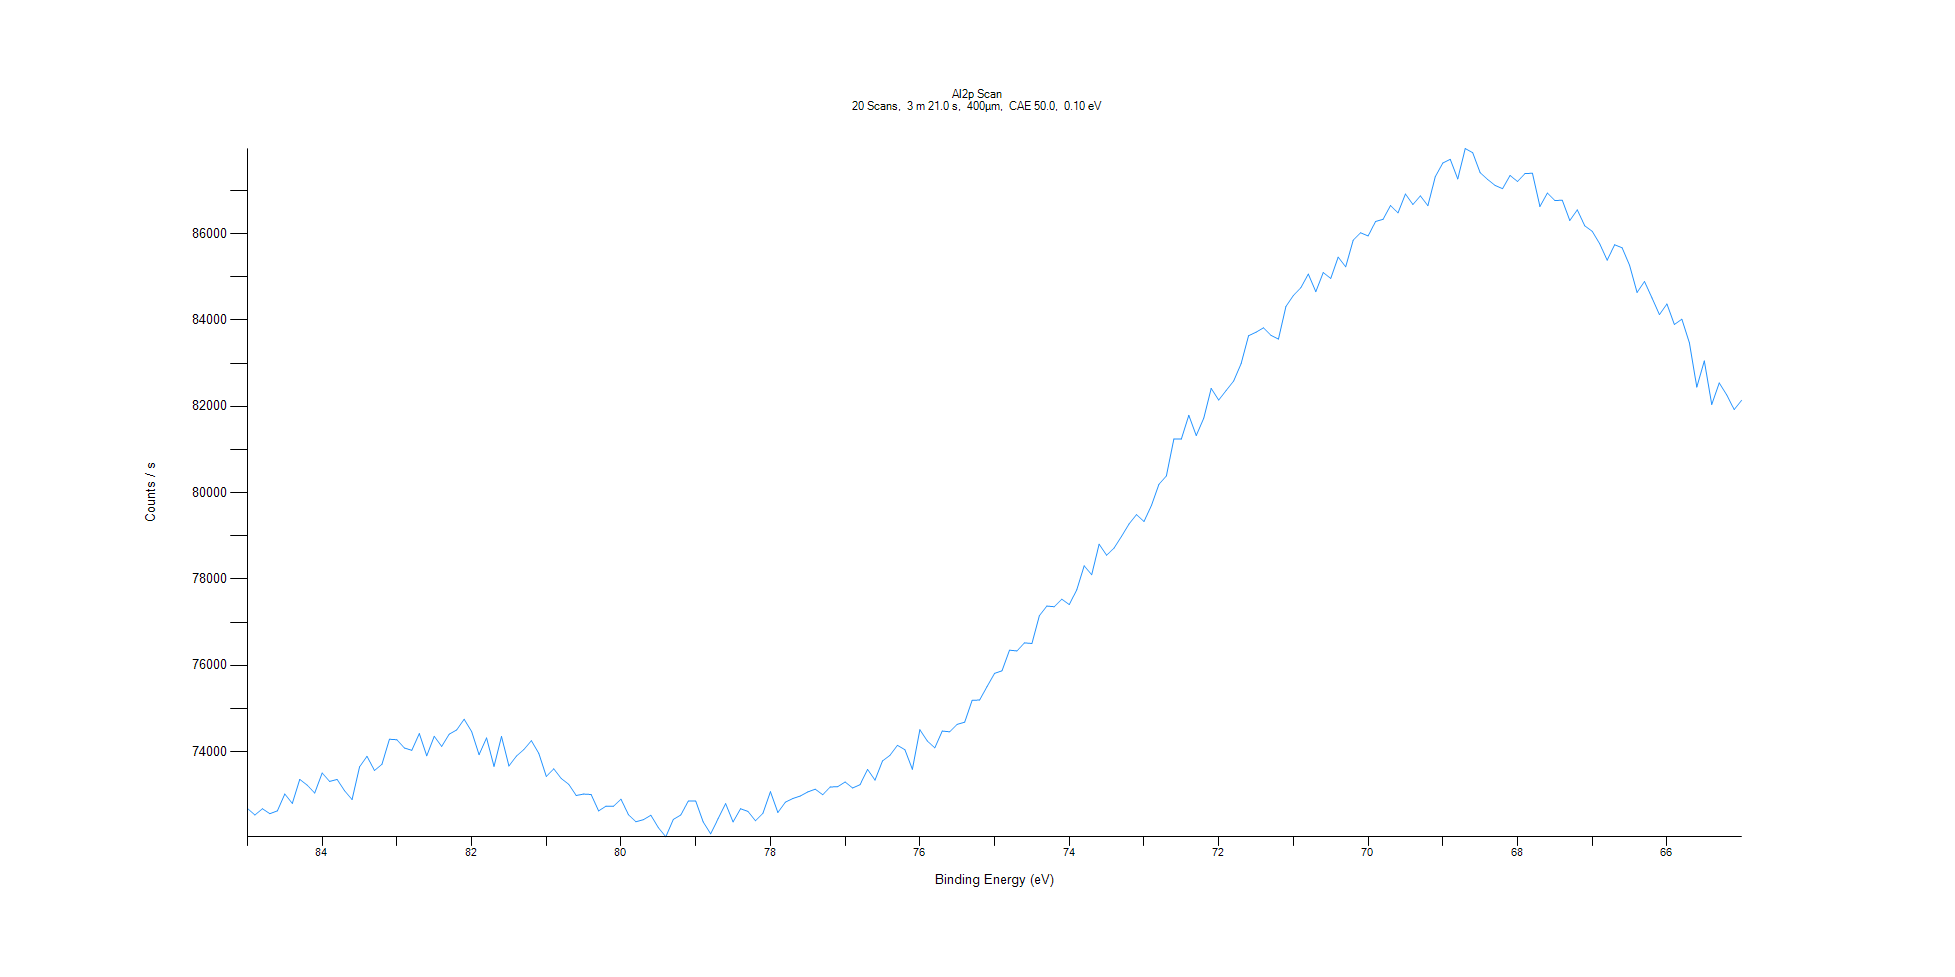 Al2p Scan
20 Scans, 3 m 21.0 s, 400µm, CAE 50.0, 0.10 eV
86000
84000
82000
80000
78000
76000
74000
Counts / s
84 82 80 78 76 74 72 70 68 66
Binding Energy (eV)